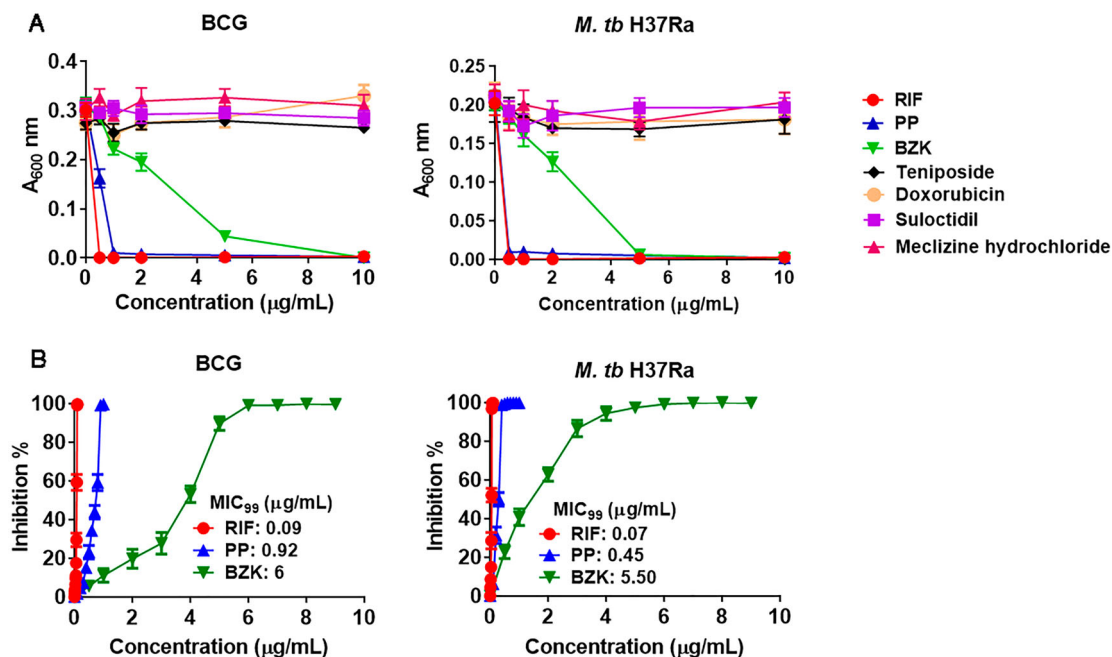 A
BCG
M. tb H37Ra
0.4
0.3
0.2
0.1
0.0
A600 nm
0 2 4 6 8 10
Concentration (μg/mL)
0.25
0.20
0.15
0.10
0.05
0.00
A600 nm
0 2 4 6 8 10
Concentration (μg/mL)
RIF
PP
BZK
Teniposide
Doxorubicin
Suloctidil
Meclizine hydrochloride
B
BCG
M. tb H37Ra
100
80
60
40
20
0
Inhibition %
MIC99 (μg/mL)
RIF: 0.09
PP: 0.92
BZK: 6
0 2 4 6 8 10
Concentration (μg/mL)
100
80
60
40
20
0
Inhibition %
MIC99 (μg/mL)
RIF: 0.07
PP: 0.45
BZK: 5.50
0 2 4 6 8 10
Concentration (μg/mL)